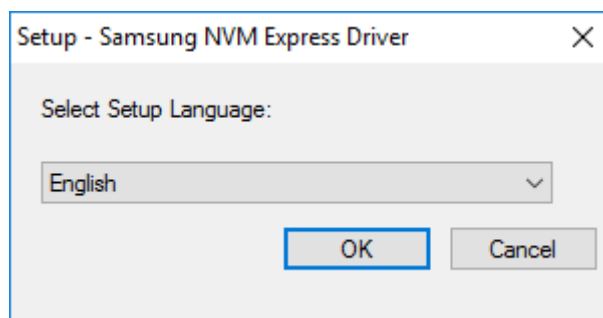 Setup - Samsung NVM Express Driver
Select Setup Language:
English
OK Cancel